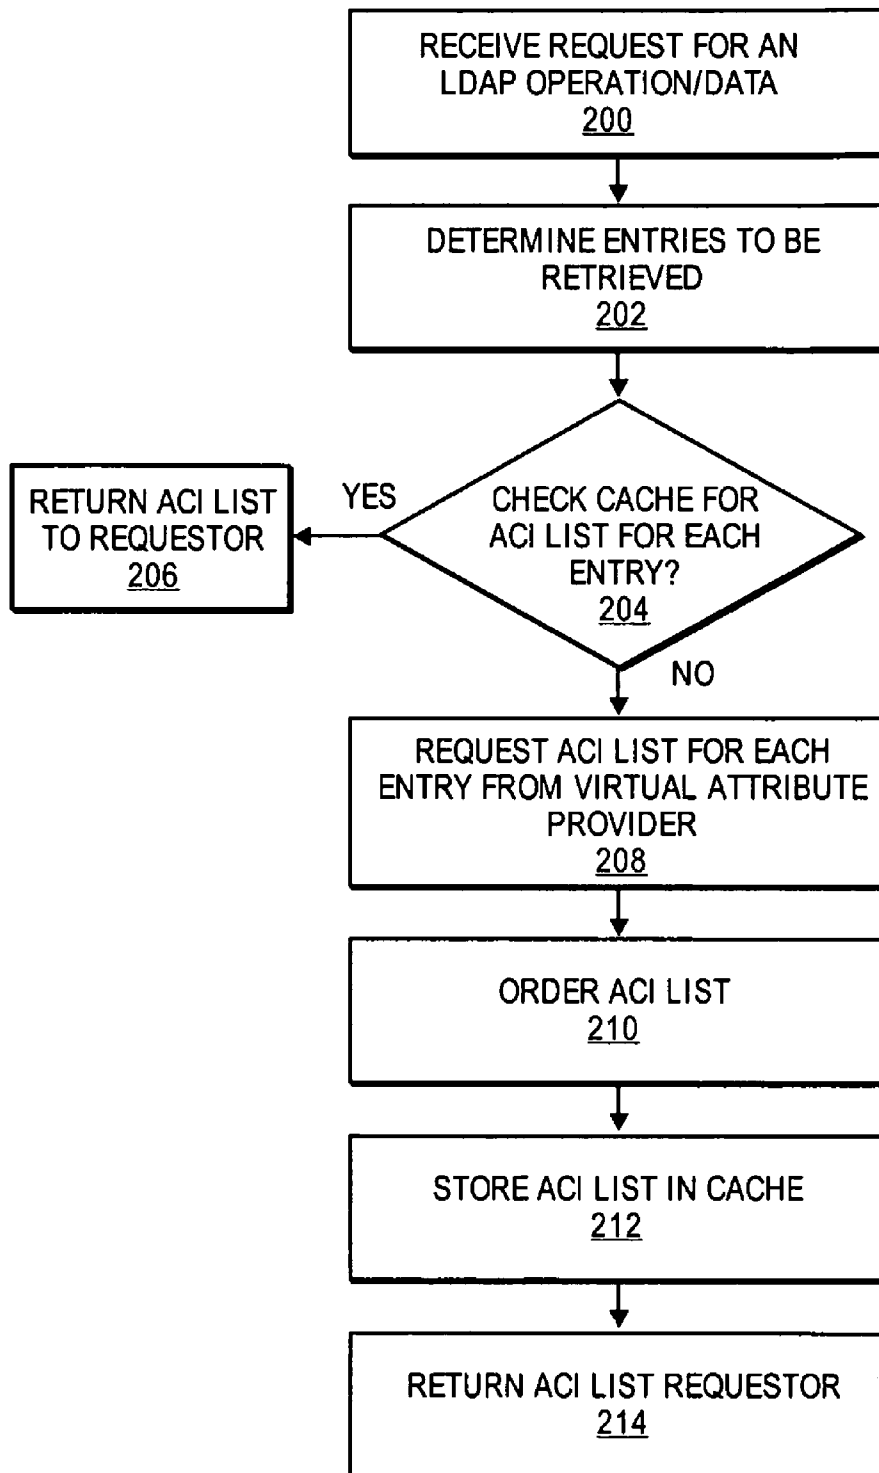 RECEIVE REQUEST FOR AN
LDAP OPERATION/DATA
200
DETERMINE ENTRIES TO BE
RETRIEVED
202
CHECK CACHE FOR
ACI LIST FOR EACH
ENTRY?
204
YES
RETURN ACI LIST
TO REQUESTOR
206
NO
REQUEST ACI LIST FOR EACH
ENTRY FROM VIRTUAL ATTRIBUTE
PROVIDER
208
ORDER ACI LIST
210
STORE ACI LIST IN CACHE
212
RETURN ACI LIST REQUESTOR
214